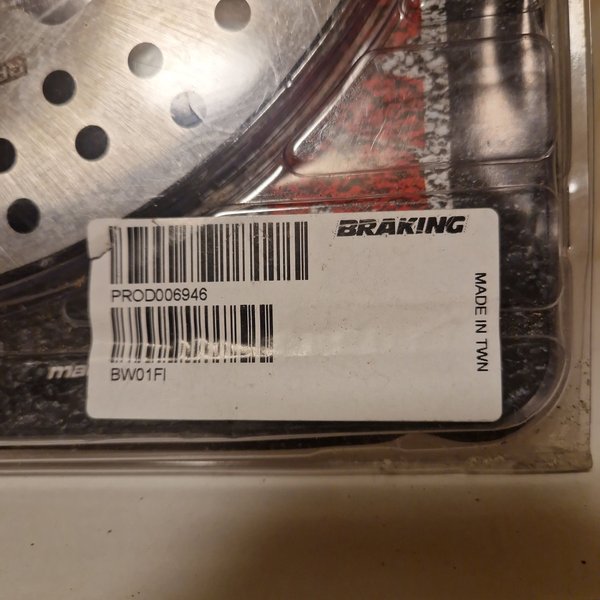 BRAKING
PROD006946
BW01FI
MADE IN TWN